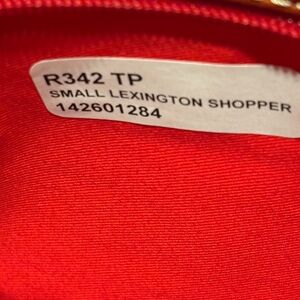 R342 TP
SMALL LEXINGTON SHOPPER
142601284